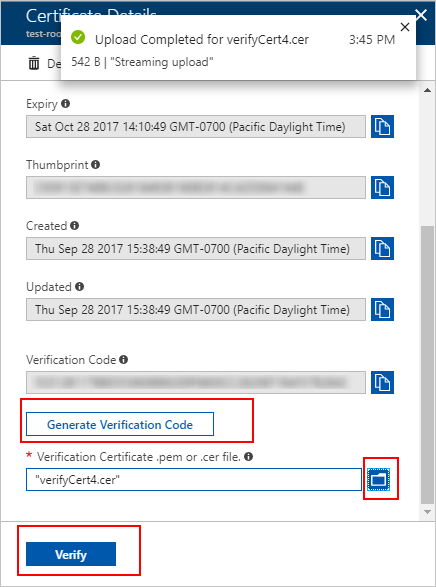 Certificate Details
test-roo
Upload Completed for verifyCert4.cer 3:45 PM
542 B | "Streaming upload"
De
Expiry
Sat Oct 28 2017 14:10:49 GMT-0700 (Pacific Daylight Time)
Thumbprint
Created
Thu Sep 28 2017 15:38:49 GMT-0700 (Pacific Daylight Time)
Updated
Thu Sep 28 2017 15:38:49 GMT-0700 (Pacific Daylight Time)
Verification Code
Generate Verification Code
* Verification Certificate .pem or .cer file.
"verifyCert4.cer"
Verify